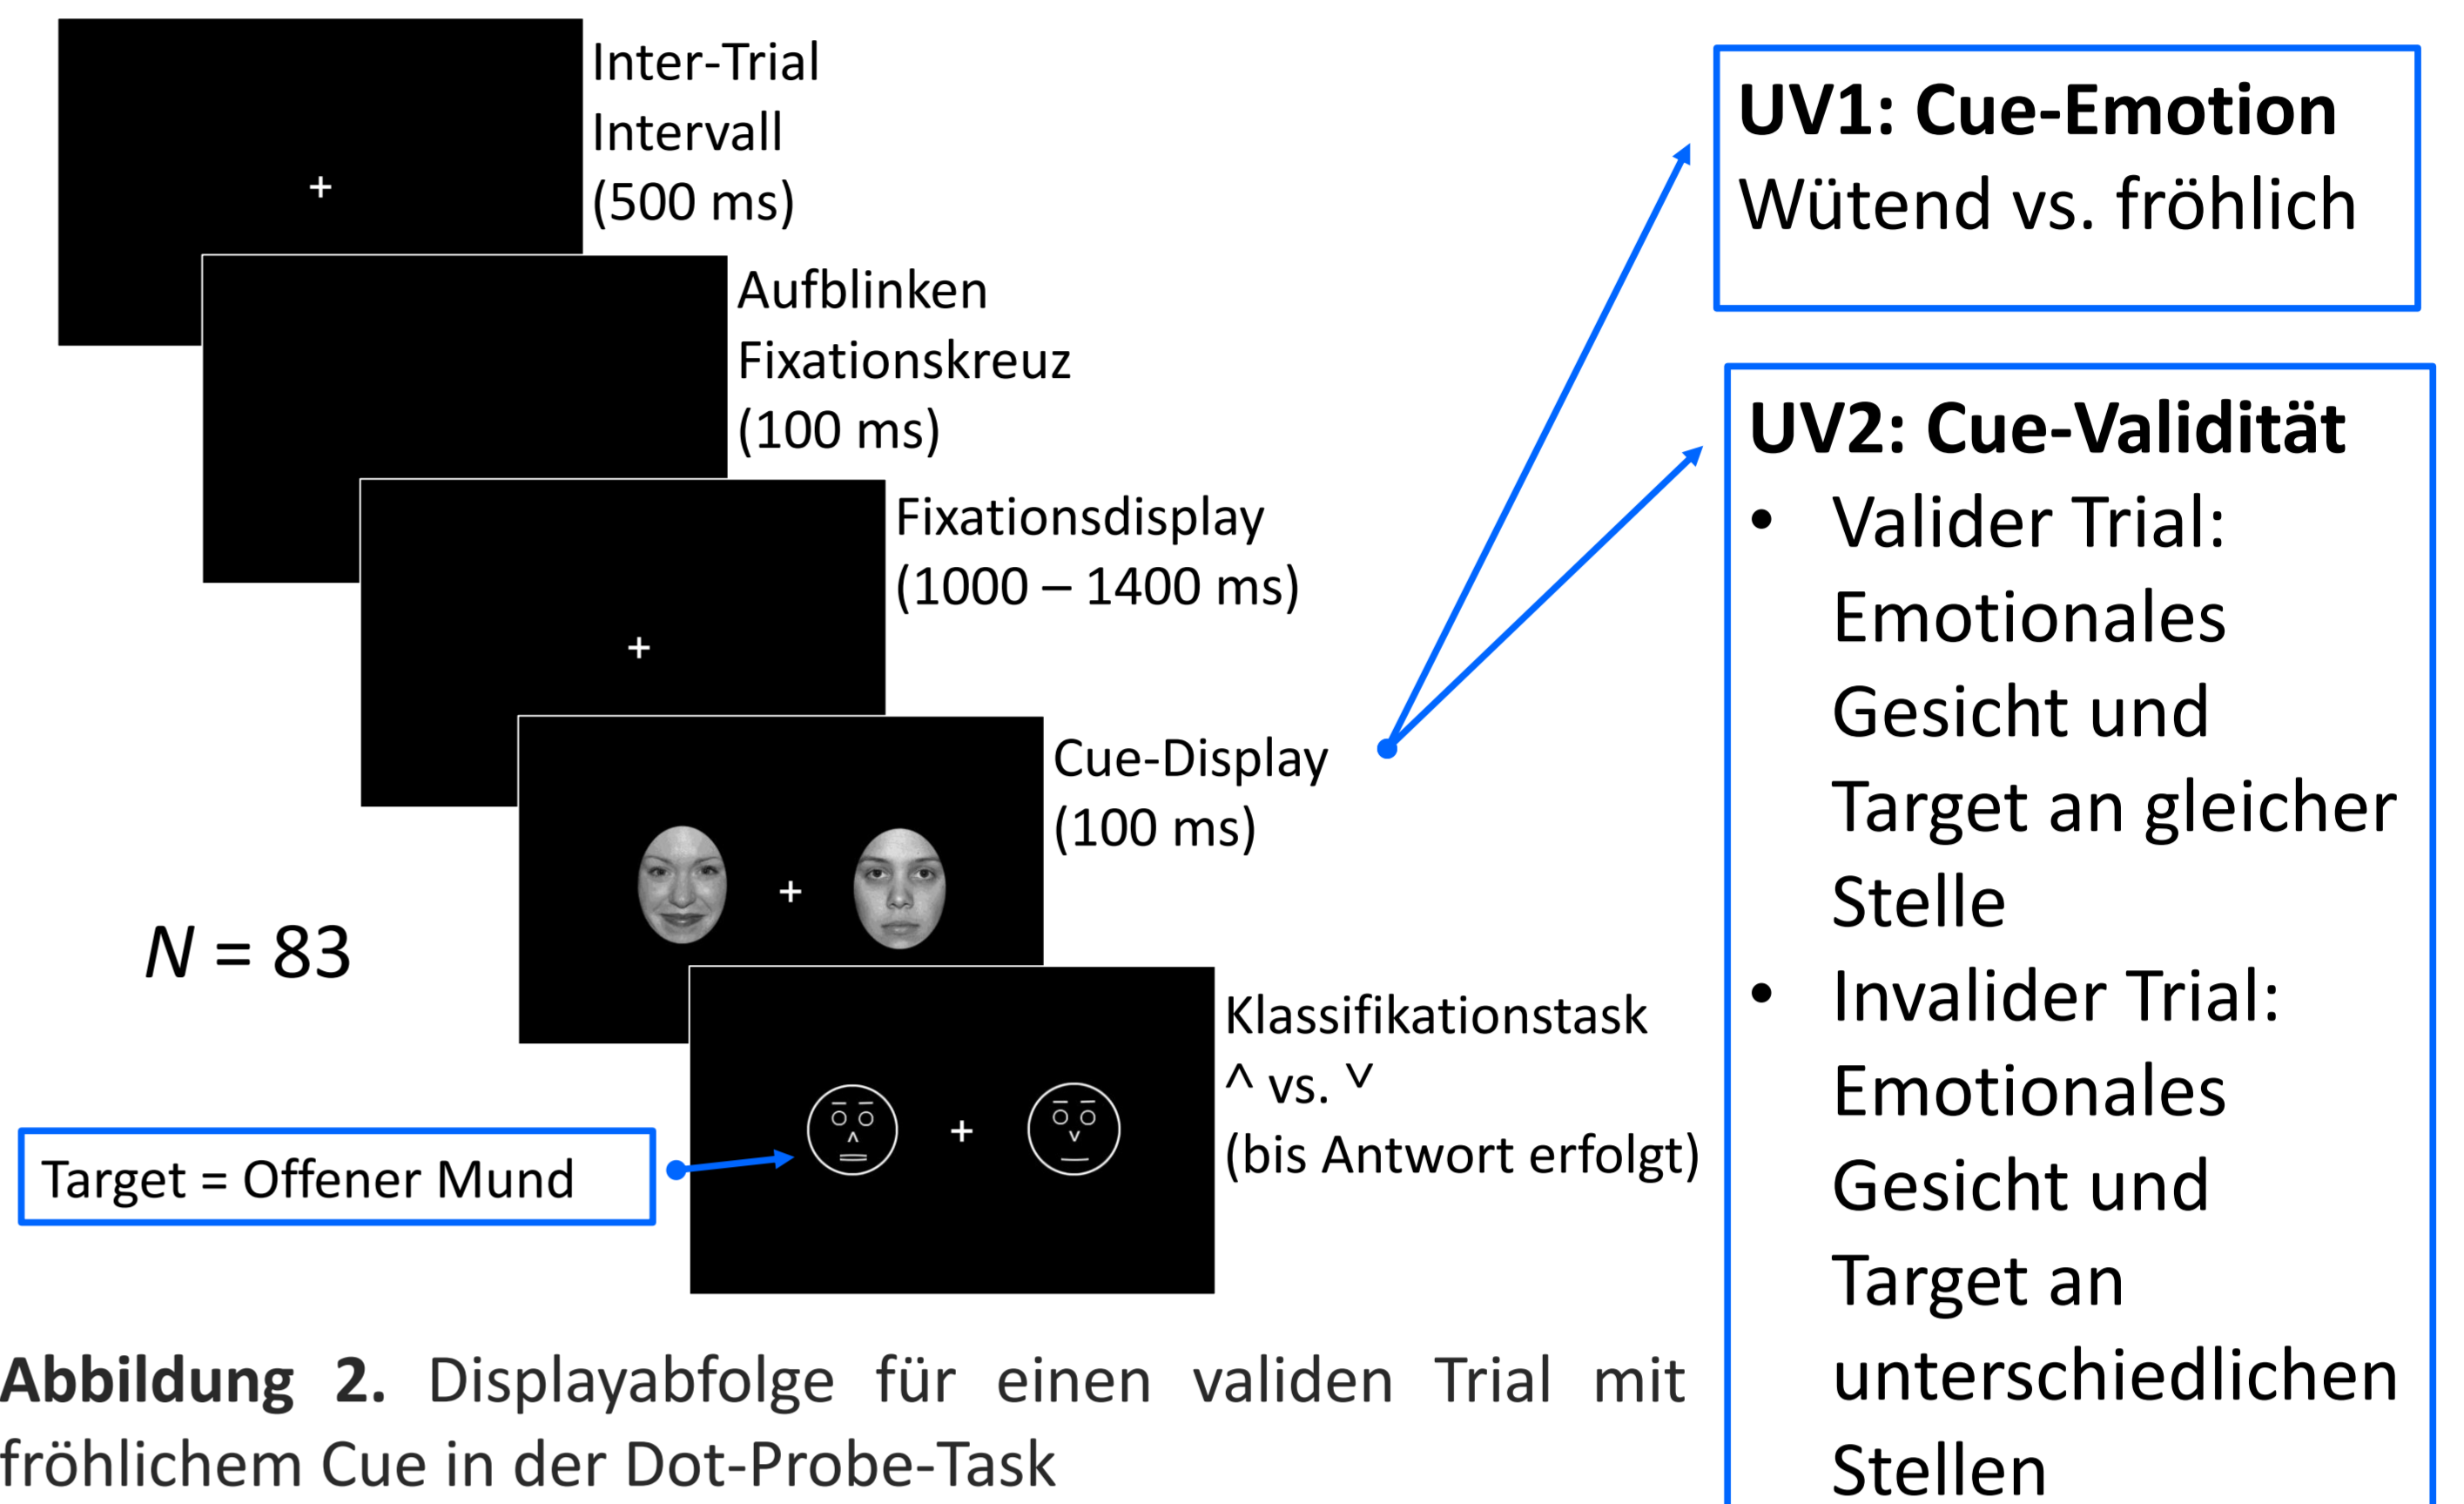 Inter-Trial
Intervall
(500 ms)
Aufblinken
Fixationskreuz
(100 ms)
Fixationsdisplay
(1000 – 1400 ms)
Cue-Display
(100 ms)
N = 83
Klassifikationstask
^ vs. ˅
(bis Antwort erfolgt)
Target = Offener Mund
Abbildung 2. Displayabfolge für einen validen Trial mit
fröhlichem Cue in der Dot-Probe-Task
UV1: Cue-Emotion
Wütend vs. fröhlich
UV2: Cue-Validität
• Valider Trial:
Emotionales
Gesicht und
Target an gleicher
Stelle
• Invalider Trial:
Emotionales
Gesicht und
Target an
unterschiedlichen
Stellen